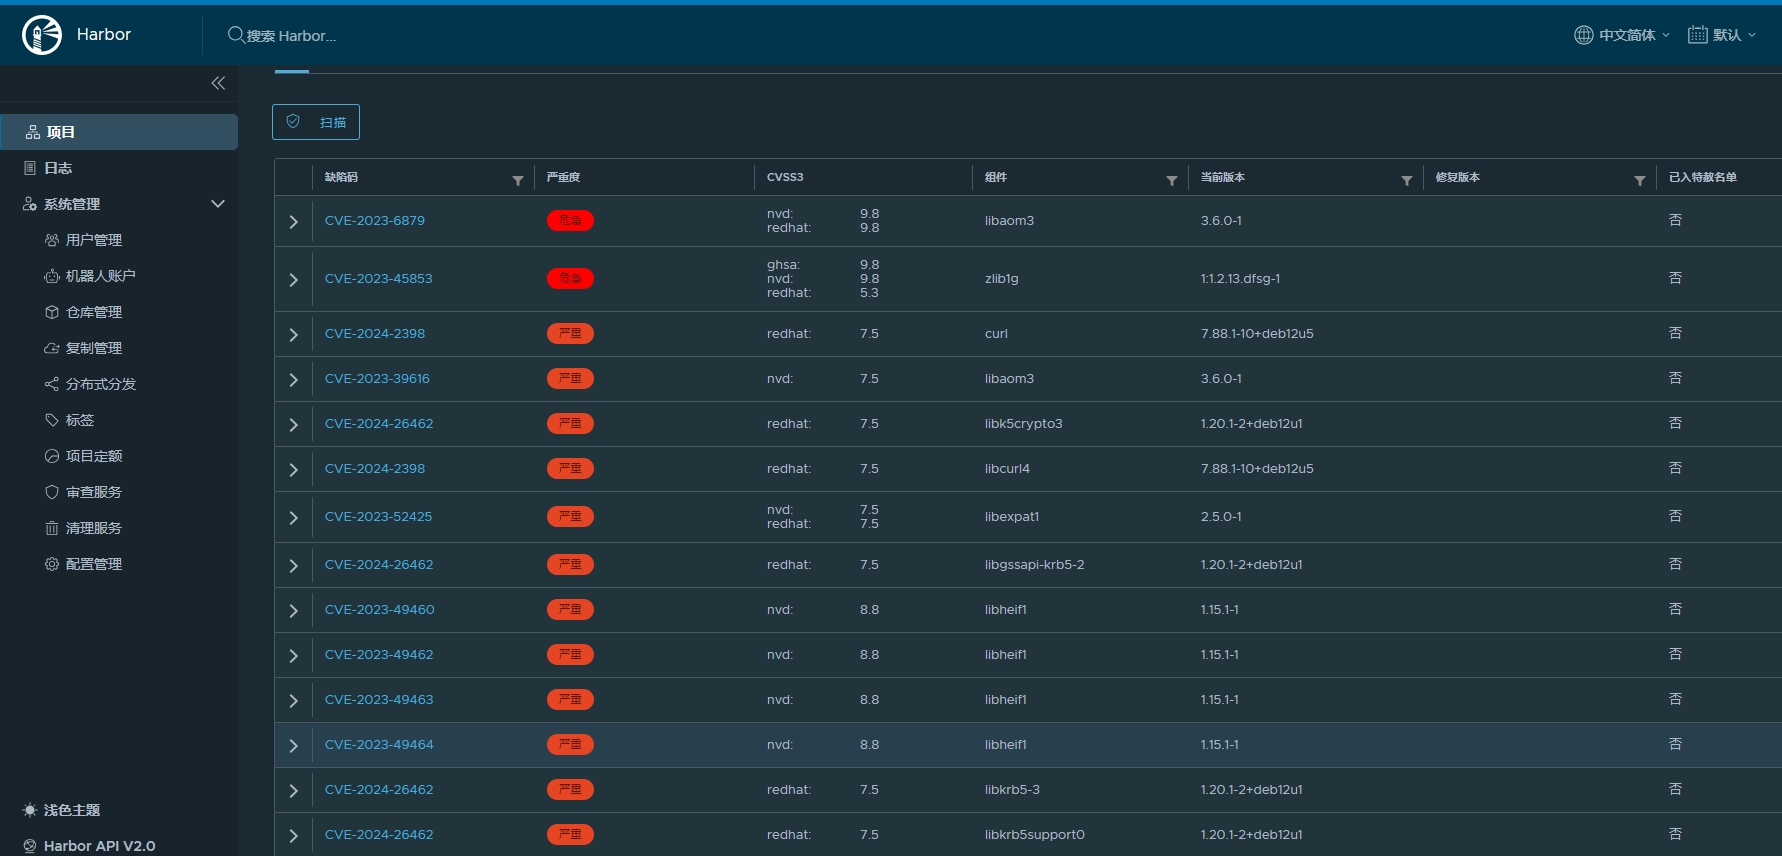 Harbor
搜索 Harbor...
中文简体
默认
扫描
项目
日志
系统管理
用户管理
机器人账户
仓库管理
复制管理
分布式分发
标签
项目定额
审查服务
清理服务
配置管理
浅色主题
Harbor API V2.0
缺陷码 严重度 CVSS3 组件 当前版本 修复版本 已入特赦名单
CVE-2023-6879 危急 nvd: 9.8 libaom3 3.6.0-1 否
redhat: 9.8
CVE-2023-45853 危急 ghsa: 9.8 zlib1g 1:1.2.13.dfsg-1 否
nvd: 9.8
redhat: 5.3
CVE-2024-2398 严重 redhat: 7.5 curl 7.88.1-10+deb12u5 否
CVE-2023-39616 严重 nvd: 7.5 libaom3 3.6.0-1 否
CVE-2024-26462 严重 redhat: 7.5 libk5crypto3 1.20.1-2+deb12u1 否
CVE-2024-2398 严重 redhat: 7.5 libcurl4 7.88.1-10+deb12u5 否
CVE-2023-52425 严重 nvd: 7.5 libexpat1 2.5.0-1 否
redhat: 7.5
CVE-2024-26462 严重 redhat: 7.5 libgssapi-krb5-2 1.20.1-2+deb12u1 否
CVE-2023-49460 严重 nvd: 8.8 libheif1 1.15.1-1 否
CVE-2023-49462 严重 nvd: 8.8 libheif1 1.15.1-1 否
CVE-2023-49463 严重 nvd: 8.8 libheif1 1.15.1-1 否
CVE-2023-49464 严重 nvd: 8.8 libheif1 1.15.1-1 否
CVE-2024-26462 严重 redhat: 7.5 libkrb5-3 1.20.1-2+deb12u1 否
CVE-2024-26462 严重 redhat: 7.5 libkrb5support0 1.20.1-2+deb12u1 否